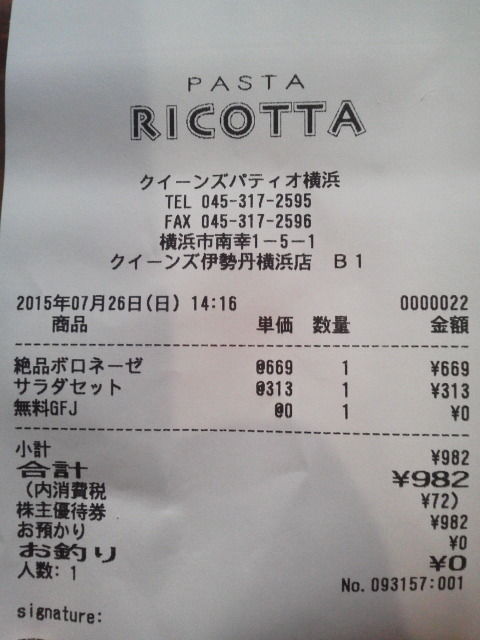 PASTA
RICOTTA
クイーンズパティオ横浜
TEL 045-317-2595
FAX 045-317-2596
横浜市南幸1-5-1
クイーンズ伊勢丹横浜店 B1
2015年07月26日(日) 14:16 0000022
商品 単価 数量 金額
絶品ボロネーゼ @669 1 ¥669
サラダセット @313 1 ¥313
無料GFJ @0 1 ¥0
小計 ¥982
合計 ¥982
(内消費税 ¥72)
株主優待券 ¥982
お預かり ¥0
お釣り ¥0
人数: 1
No. 093157:001
signature: